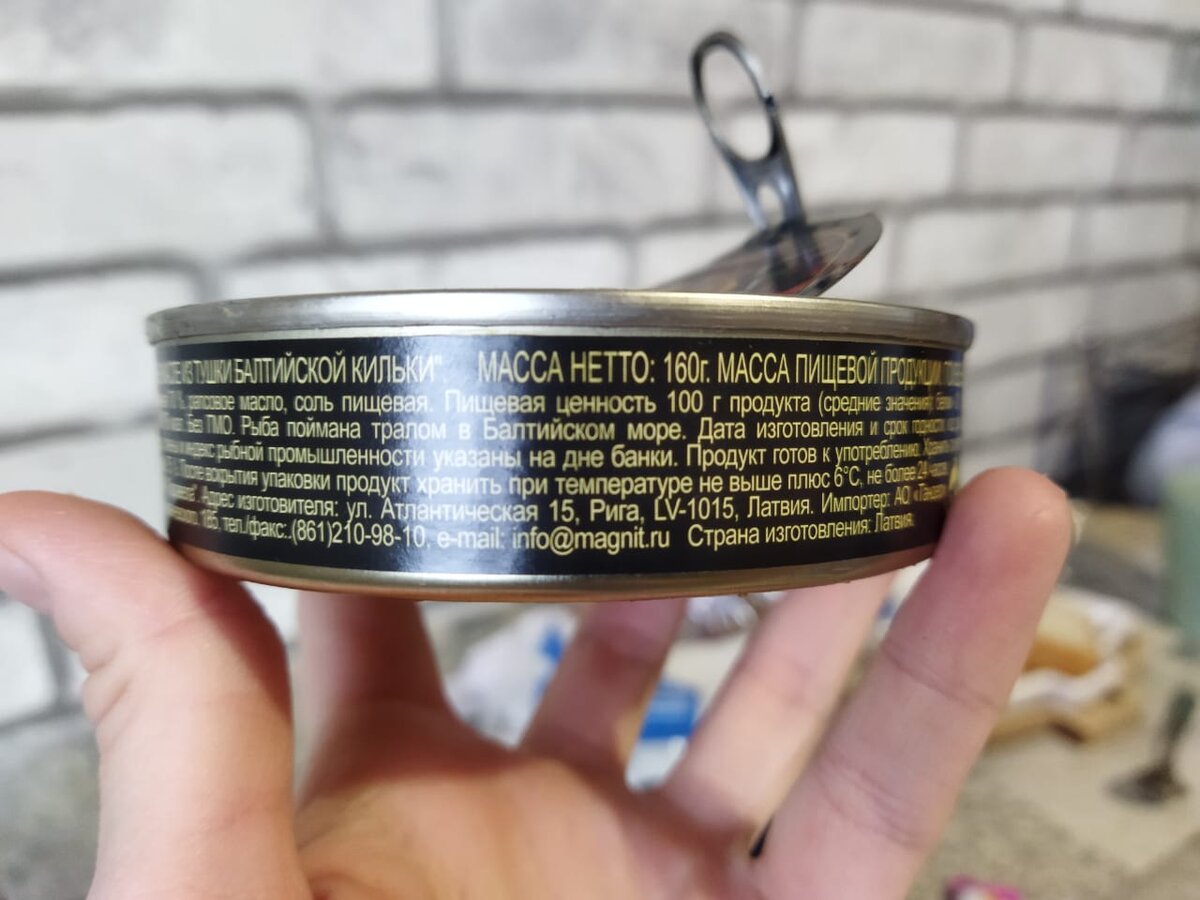 ИЗ ТУШКИ БАЛТИЙСКОЙ КИЛЬКИ". МАССА НЕТТО: 160г. МАССА ПИЩЕВОЙ ПРОДУКЦИИ
рапсовое масло, соль пищевая. Пищевая ценность 100 г продукта (средние значения)
Без ГМО. Рыба поймана тралом в Балтийском море. Дата изготовления и срок годности
индекс рыбной промышленности указаны на дне банки. Продукт готов к употреблению.
После вскрытия упаковки продукт хранить при температуре не выше плюс 6°С, не более 24 часов
Адрес изготовителя: ул. Атлантическая 15, Рига, LV-1015, Латвия. Импортер: АО
185, тел./факс.:(861)210-98-10, e-mail: info@magnit.ru Страна изготовления: Латвия.